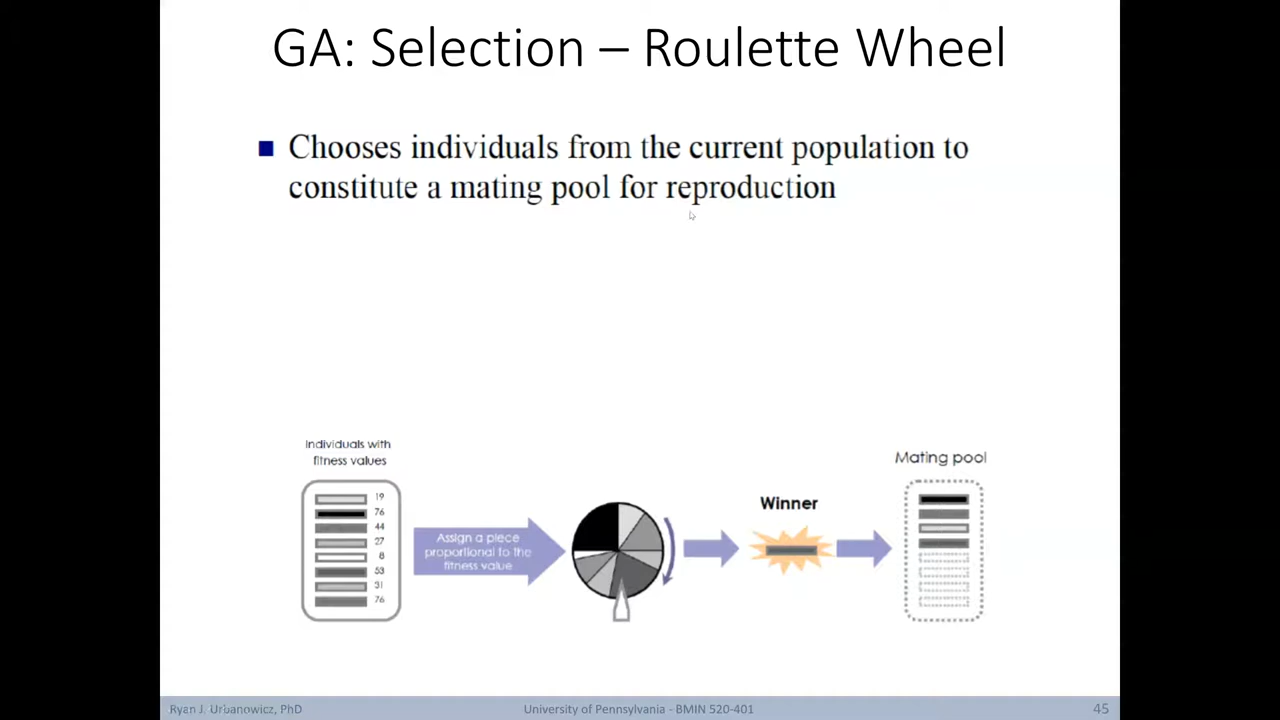 GA: Selection – Roulette Wheel
Chooses individuals from the current population to
constitute a mating pool for reproduction
Individuals with
fitness values
19
76
44
27
8
53
31
76
Assign a piece
proportional to the
fitness value
Winner
Mating pool
Ryan J. Urbanowicz, PhD
University of Pennsylvania - BMIN 520-401
45